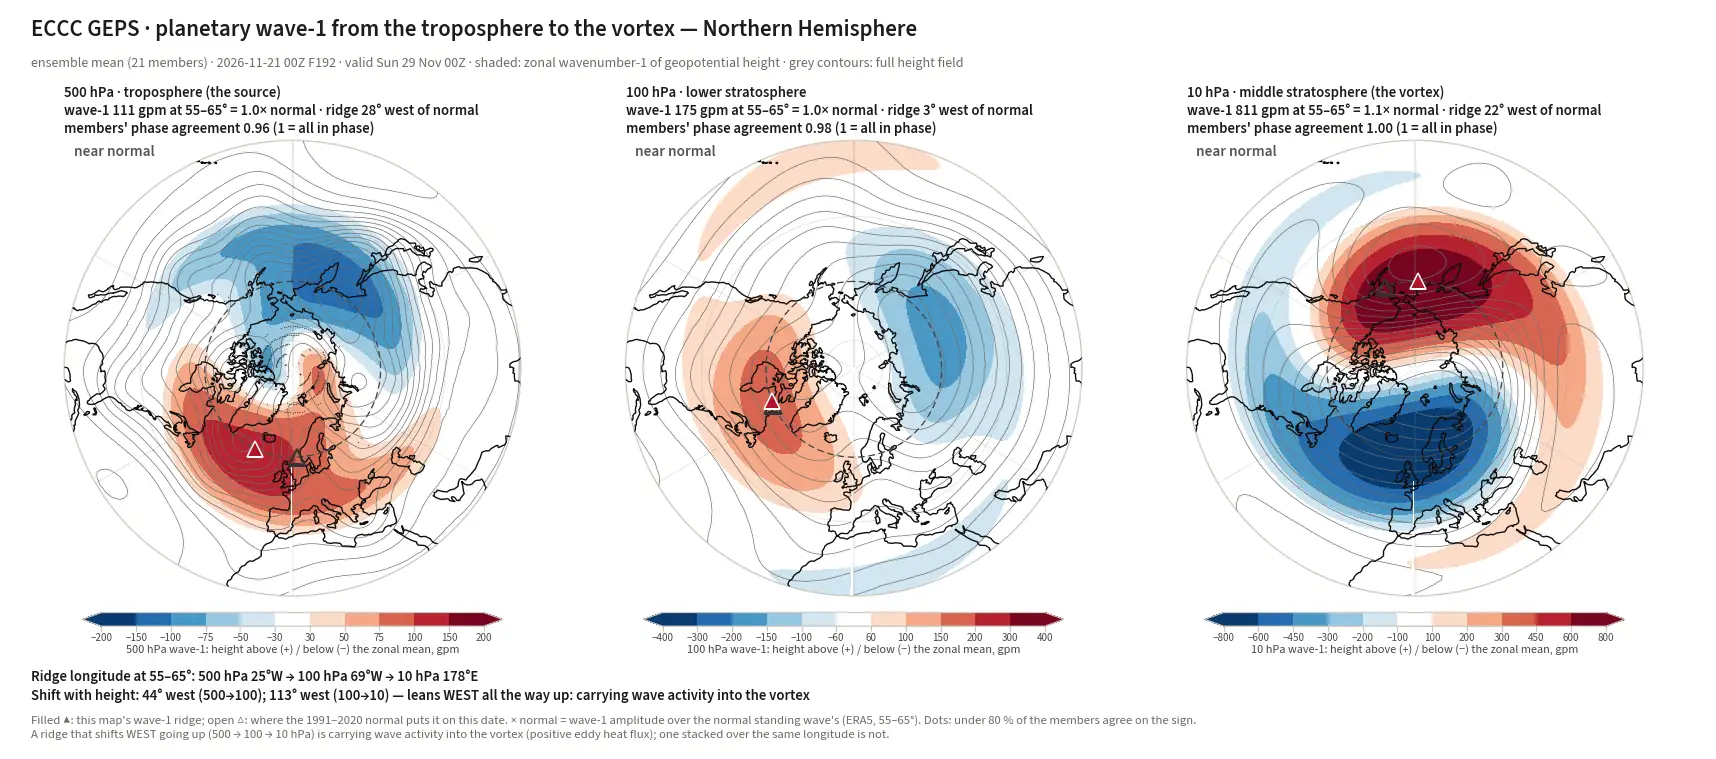 ECCC GEPS · planetary wave-1 from the troposphere to the vortex — Northern Hemisphere
ensemble mean (21 members) · 2026-11-21 00Z F192 · valid Sun 29 Nov 00Z · shaded: zonal wavenumber-1 of geopotential height · grey contours: full height field
500 hPa · troposphere (the source)
wave-1 111 gpm at 55–65° = 1.0× normal · ridge 28° west of normal
members' phase agreement 0.96 (1 = all in phase)
near normal
100 hPa · lower stratosphere
wave-1 175 gpm at 55–65° = 1.0× normal · ridge 3° west of normal
members' phase agreement 0.98 (1 = all in phase)
near normal
10 hPa · middle stratosphere (the vortex)
wave-1 811 gpm at 55–65° = 1.1× normal · ridge 22° west of normal
members' phase agreement 1.00 (1 = all in phase)
near normal
−200 −150 −100 −75 −50 −30 30 50 75 100 150 200
500 hPa wave-1: height above (+) / below (−) the zonal mean, gpm
−400 −300 −200 −150 −100 −60 60 100 150 200 300 400
100 hPa wave-1: height above (+) / below (−) the zonal mean, gpm
−800 −600 −450 −300 −200 −100 100 200 300 450 600 800
10 hPa wave-1: height above (+) / below (−) the zonal mean, gpm
Ridge longitude at 55–65°: 500 hPa 25°W → 100 hPa 69°W → 10 hPa 178°E
Shift with height: 44° west (500→100); 113° west (100→10) — leans WEST all the way up: carrying wave activity into the vortex
Filled ▲: this map's wave-1 ridge; open △: where the 1991–2020 normal puts it on this date. × normal = wave-1 amplitude over the normal standing wave's (ERA5, 55–65°). Dots: under 80 % of the members agree on the sign.
A ridge that shifts WEST going up (500 → 100 → 10 hPa) is carrying wave activity into the vortex (positive eddy heat flux); one stacked over the same longitude is not.